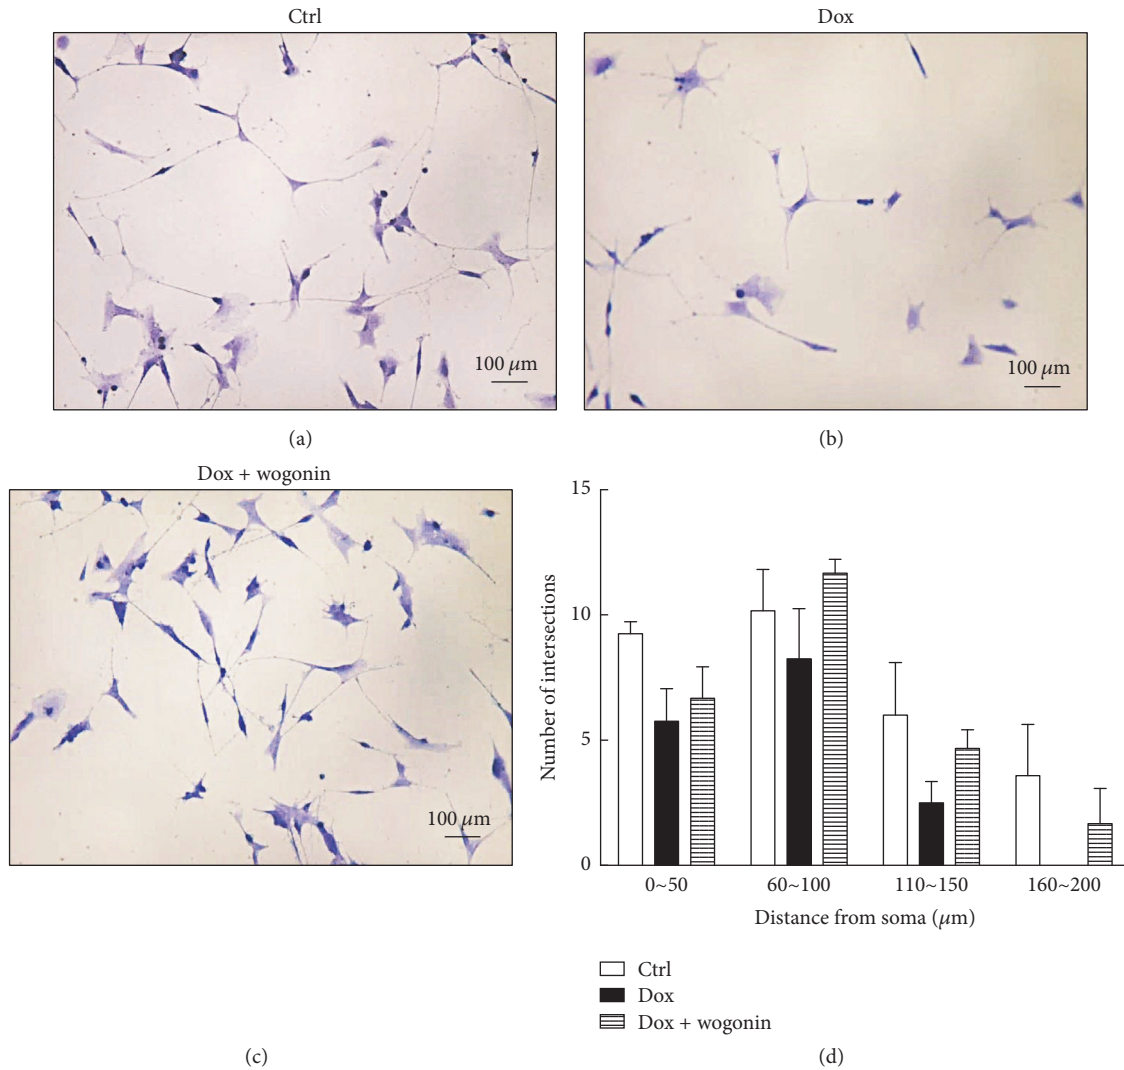 Ctrl
Dox
100 μm
100 μm
(a)
(b)
Dox + wogonin
100 μm
(c)
15
10
5
0
Number of intersections
0~50
60~100
110~150
160~200
Distance from soma (μm)
Ctrl
Dox
Dox + wogonin
(d)